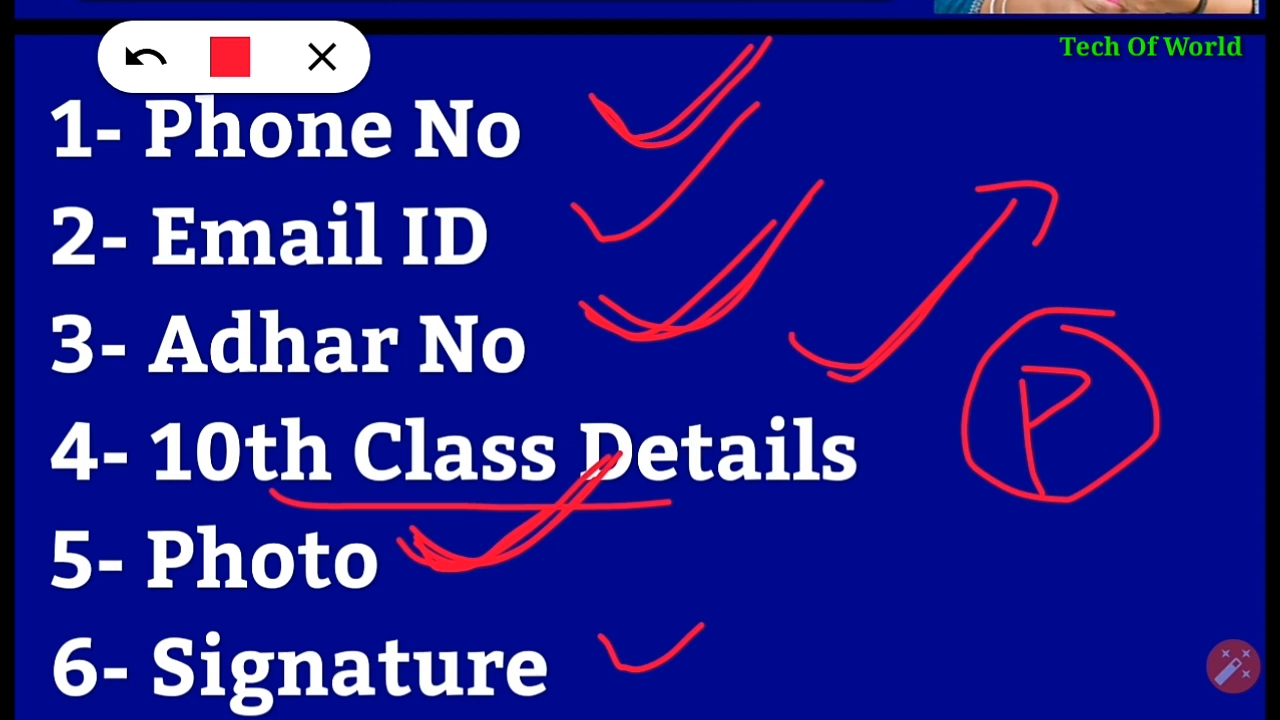 Tech Of World
1- Phone No
2- Email ID
3- Adhar No
4- 10th Class Details
P
5- Photo
6- Signature